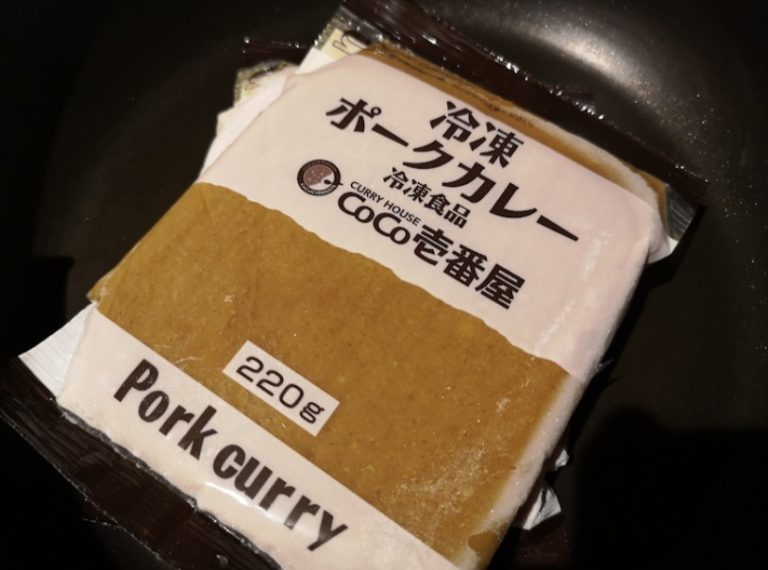 冷凍
ポークカレー
冷凍食品
CURRY HOUSE
CoCo壱番屋
220g
Pork curry